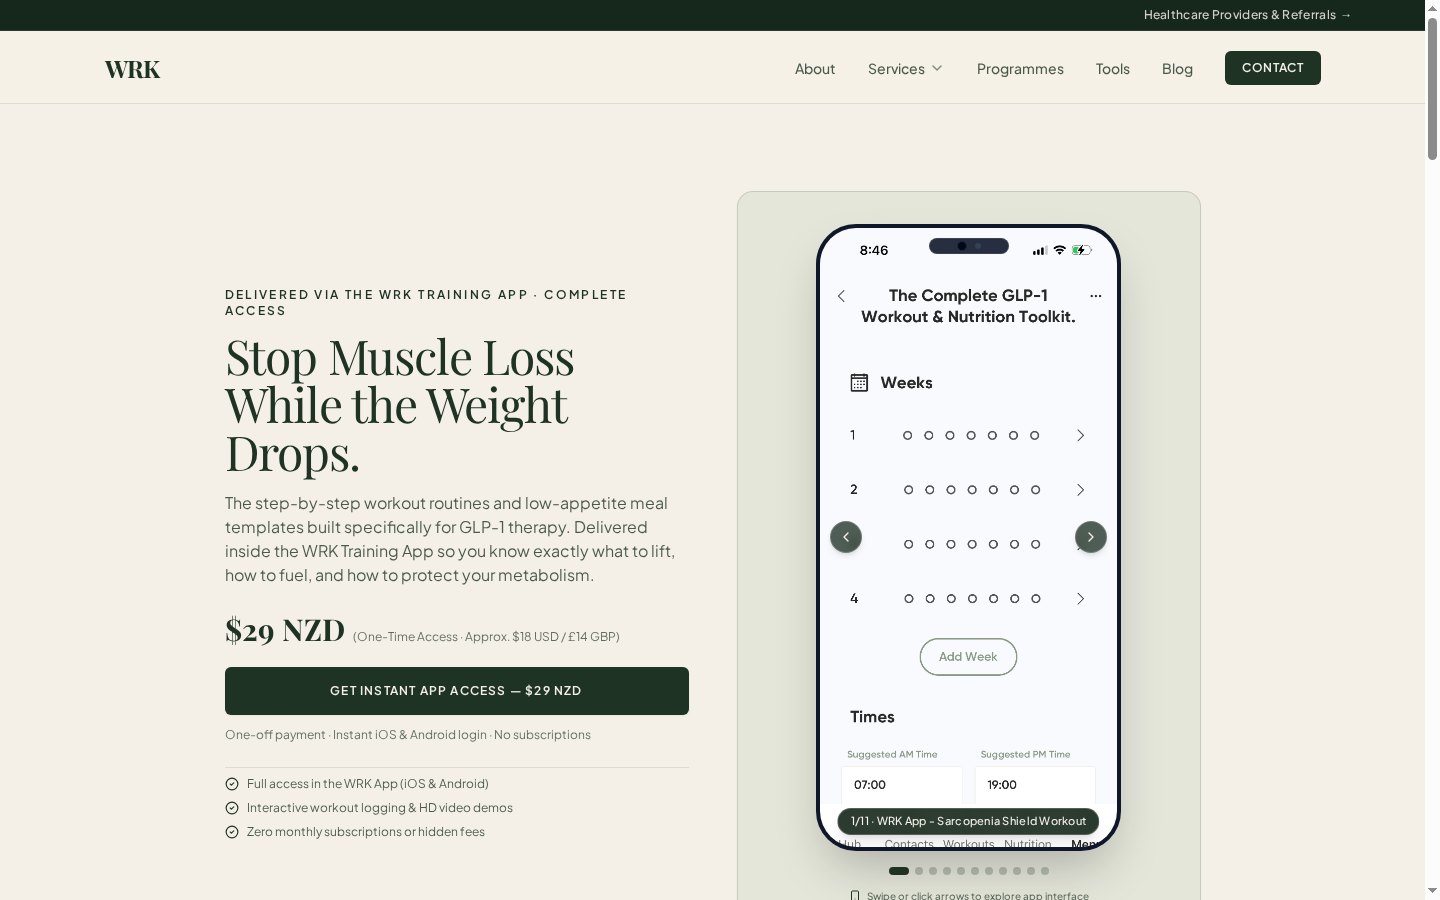 Healthcare Providers & Referrals →
WRK
About
Services
Programmes
Tools
Blog
CONTACT
DELIVERED VIA THE WRK TRAINING APP · COMPLETE
ACCESS
Stop Muscle Loss
While the Weight
Drops.
The step-by-step workout routines and low-appetite meal
templates built specifically for GLP-1 therapy. Delivered
inside the WRK Training App so you know exactly what to lift,
how to fuel, and how to protect your metabolism.
$29 NZD (One-Time Access · Approx. $18 USD / £14 GBP)
GET INSTANT APP ACCESS — $29 NZD
One-off payment · Instant iOS & Android login · No subscriptions
Full access in the WRK App (iOS & Android)
Interactive workout logging & HD video demos
Zero monthly subscriptions or hidden fees
8:46
The Complete GLP-1
Workout & Nutrition Toolkit.
Weeks
1
2
4
Add Week
Times
Suggested AM Time
Suggested PM Time
07:00
19:00
1/11 · WRK App - Sarcopenia Shield Workout
Hub
Contacts
Workouts
Nutrition
Swipe or click arrows to explore app interface